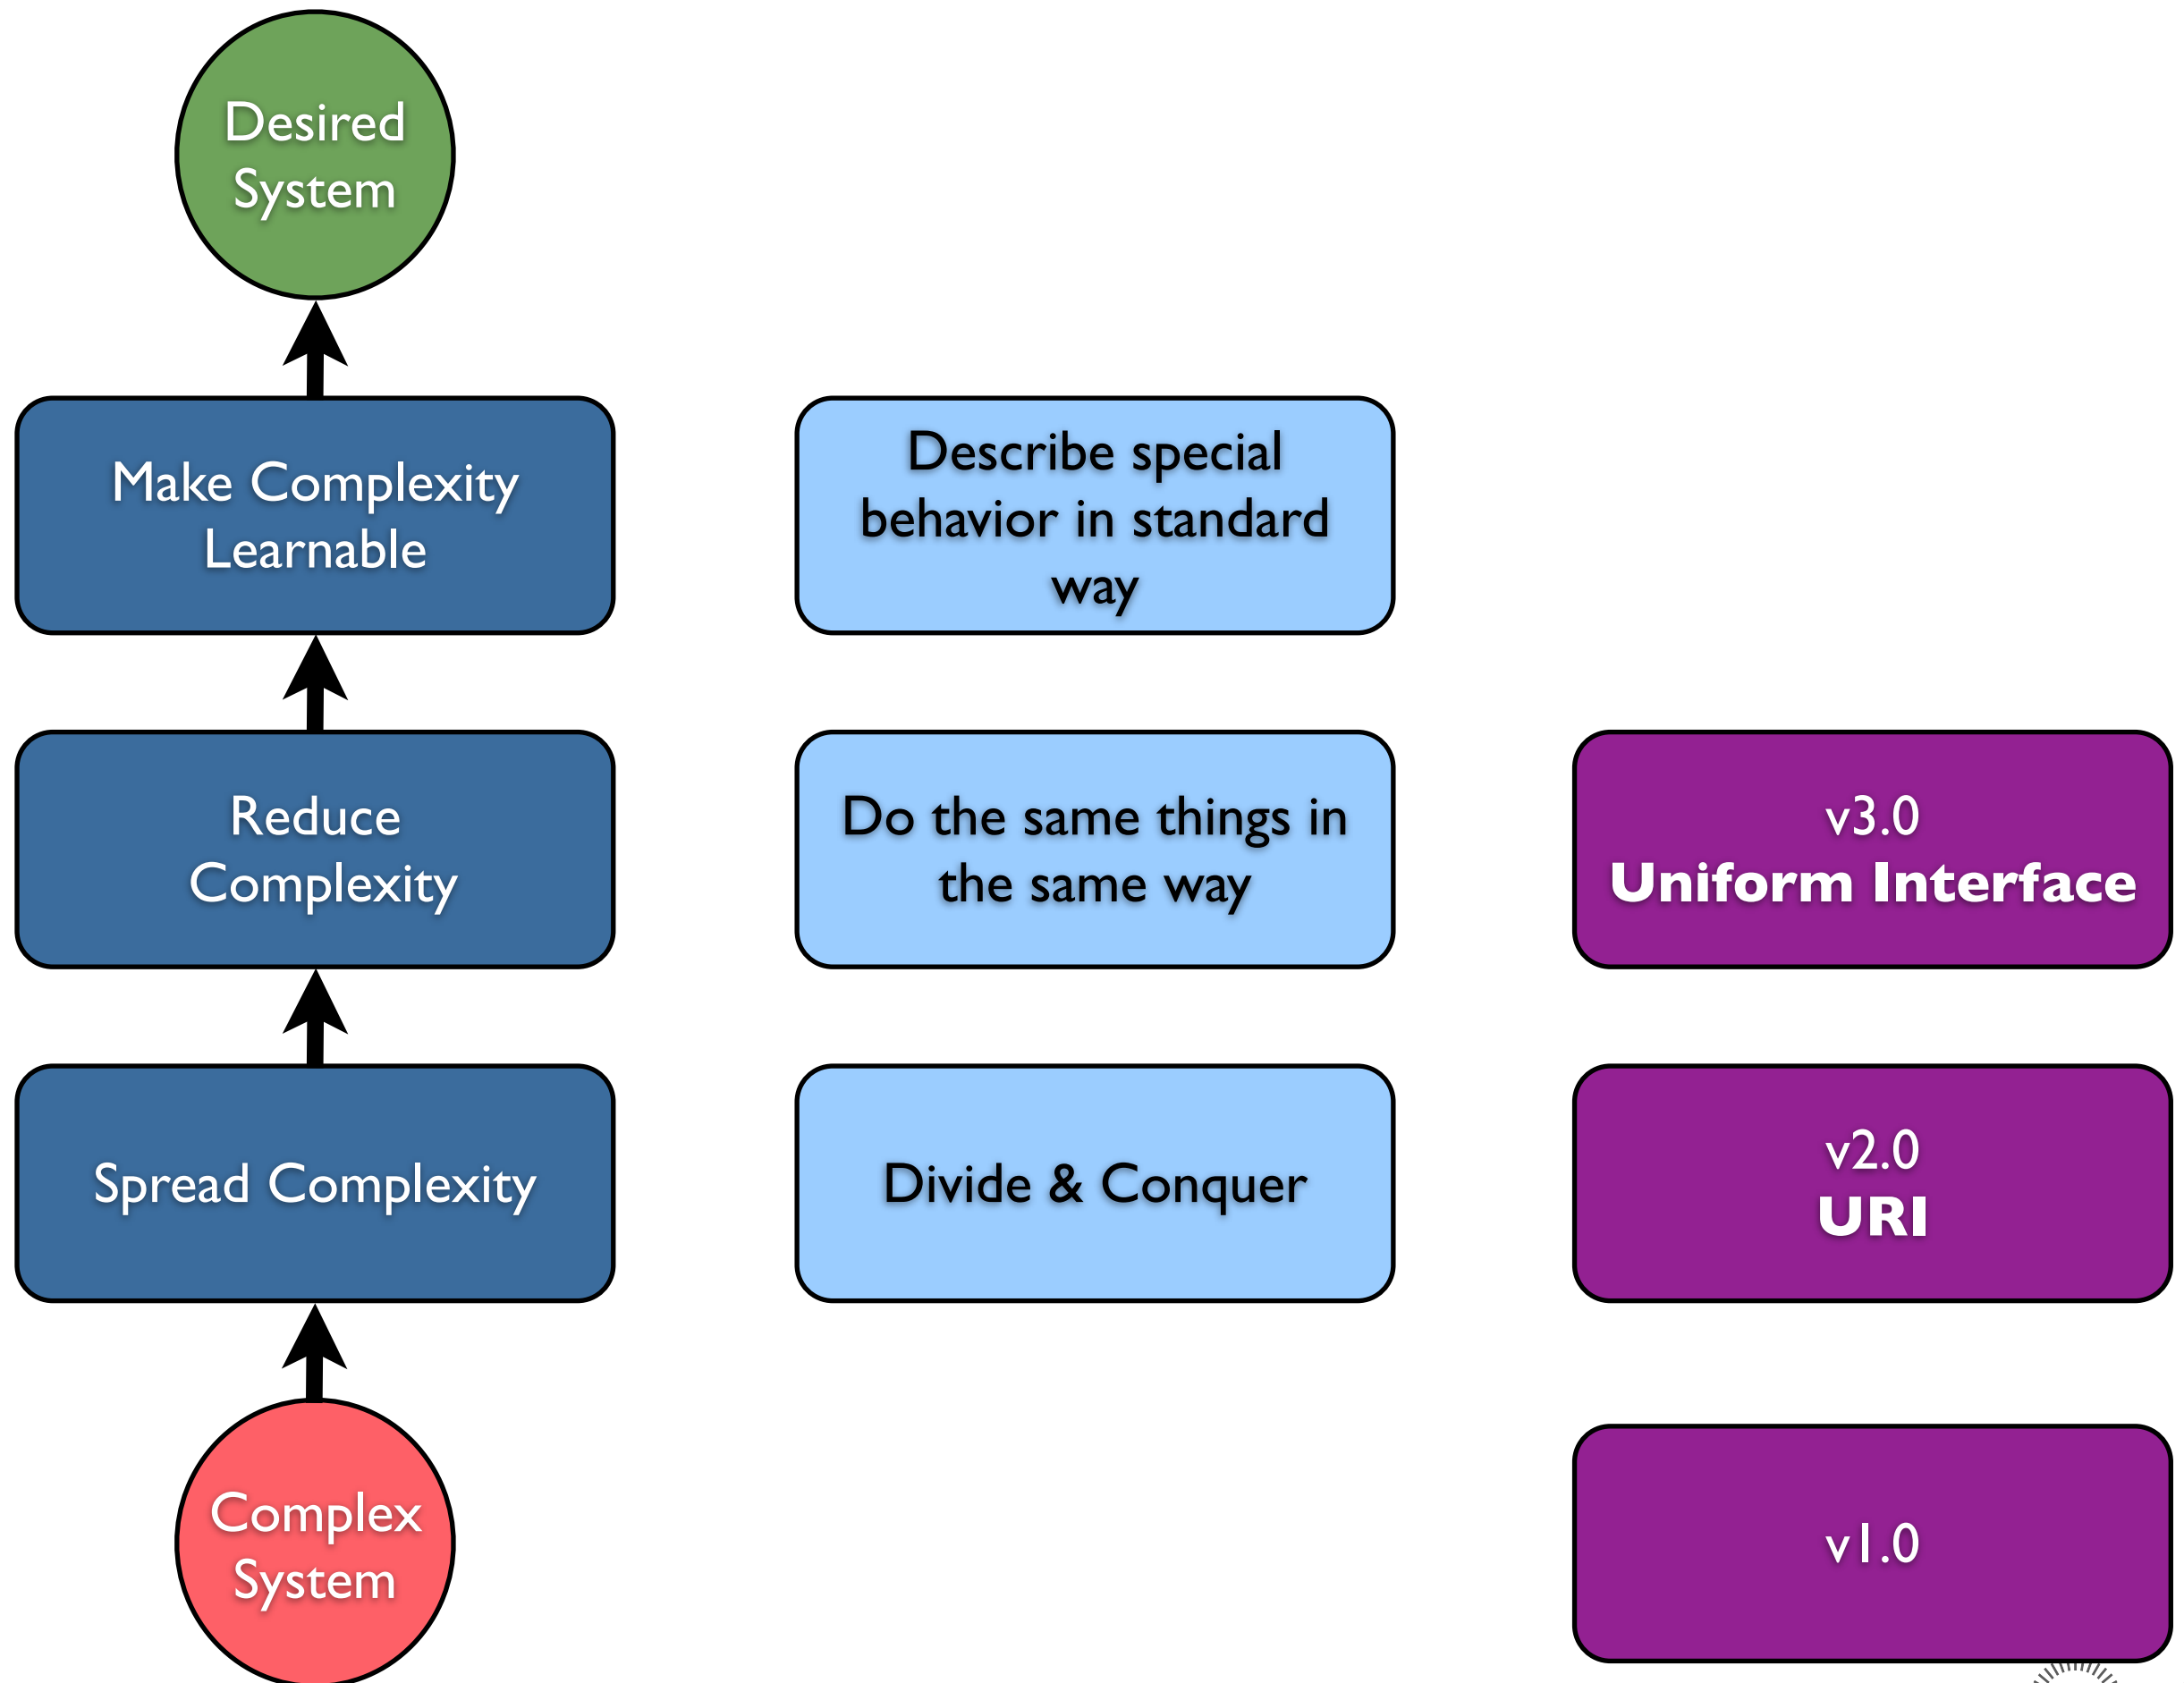 Desired
System
Make Complexity
Learnable
Describe special
behavior in standard
way
Reduce
Complexity
Do the same things in
the same way
v3.0
Uniform Interface
Spread Complexity
Divide & Conquer
v2.0
URI
Complex
System
v1.0